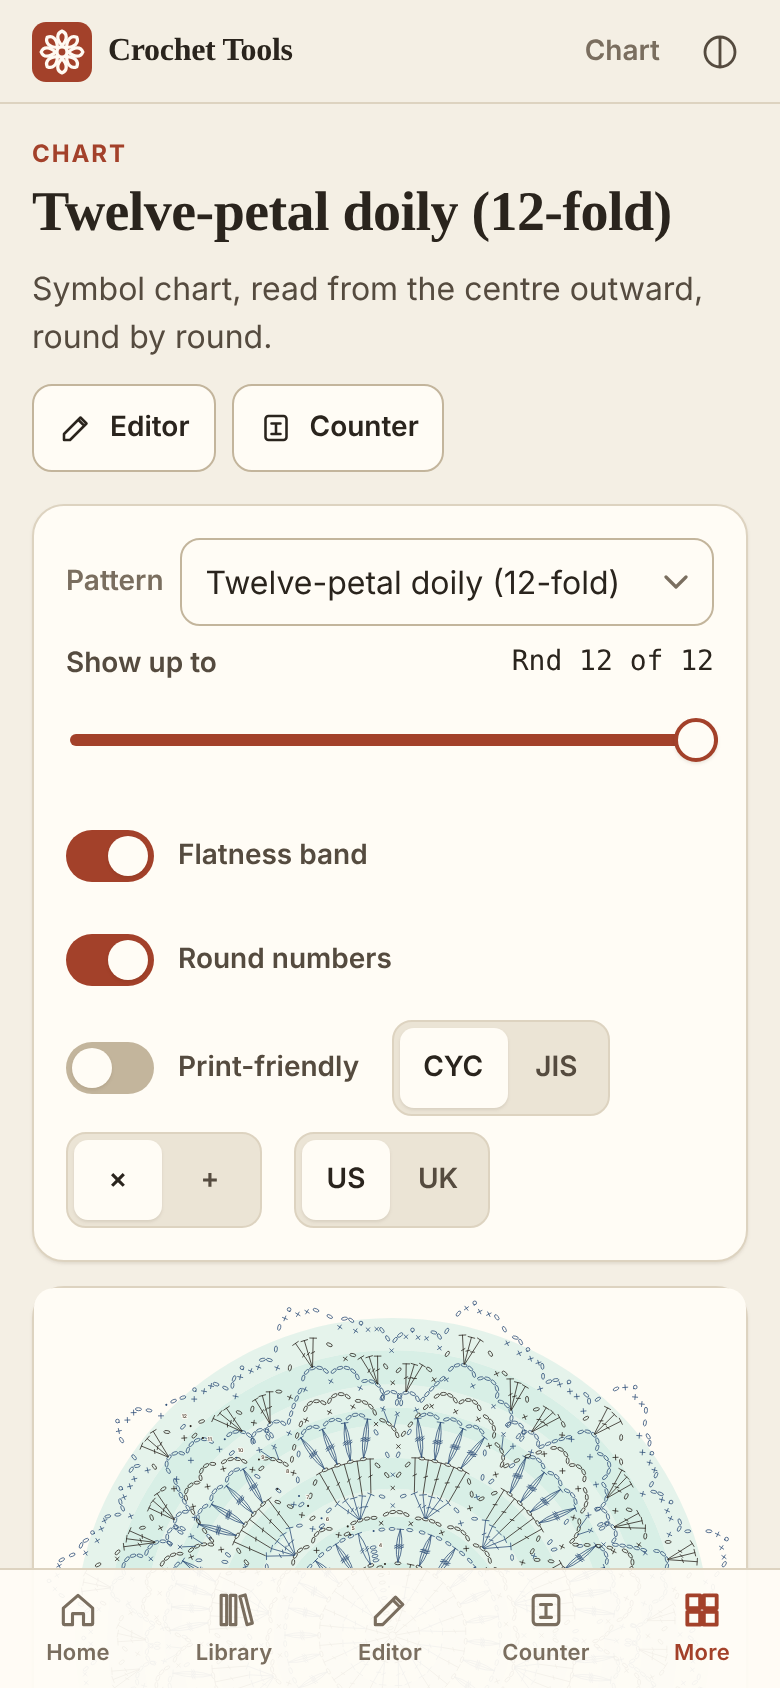 Crochet Tools
Chart
CHART
Twelve-petal doily (12-fold)
Symbol chart, read from the centre outward,
round by round.
Editor
Counter
Pattern
Twelve-petal doily (12-fold)
Show up to
Rnd 12 of 12
Flatness band
Round numbers
Print-friendly
CYC
JIS
×
+
US
UK
Home
Library
Editor
Counter
More